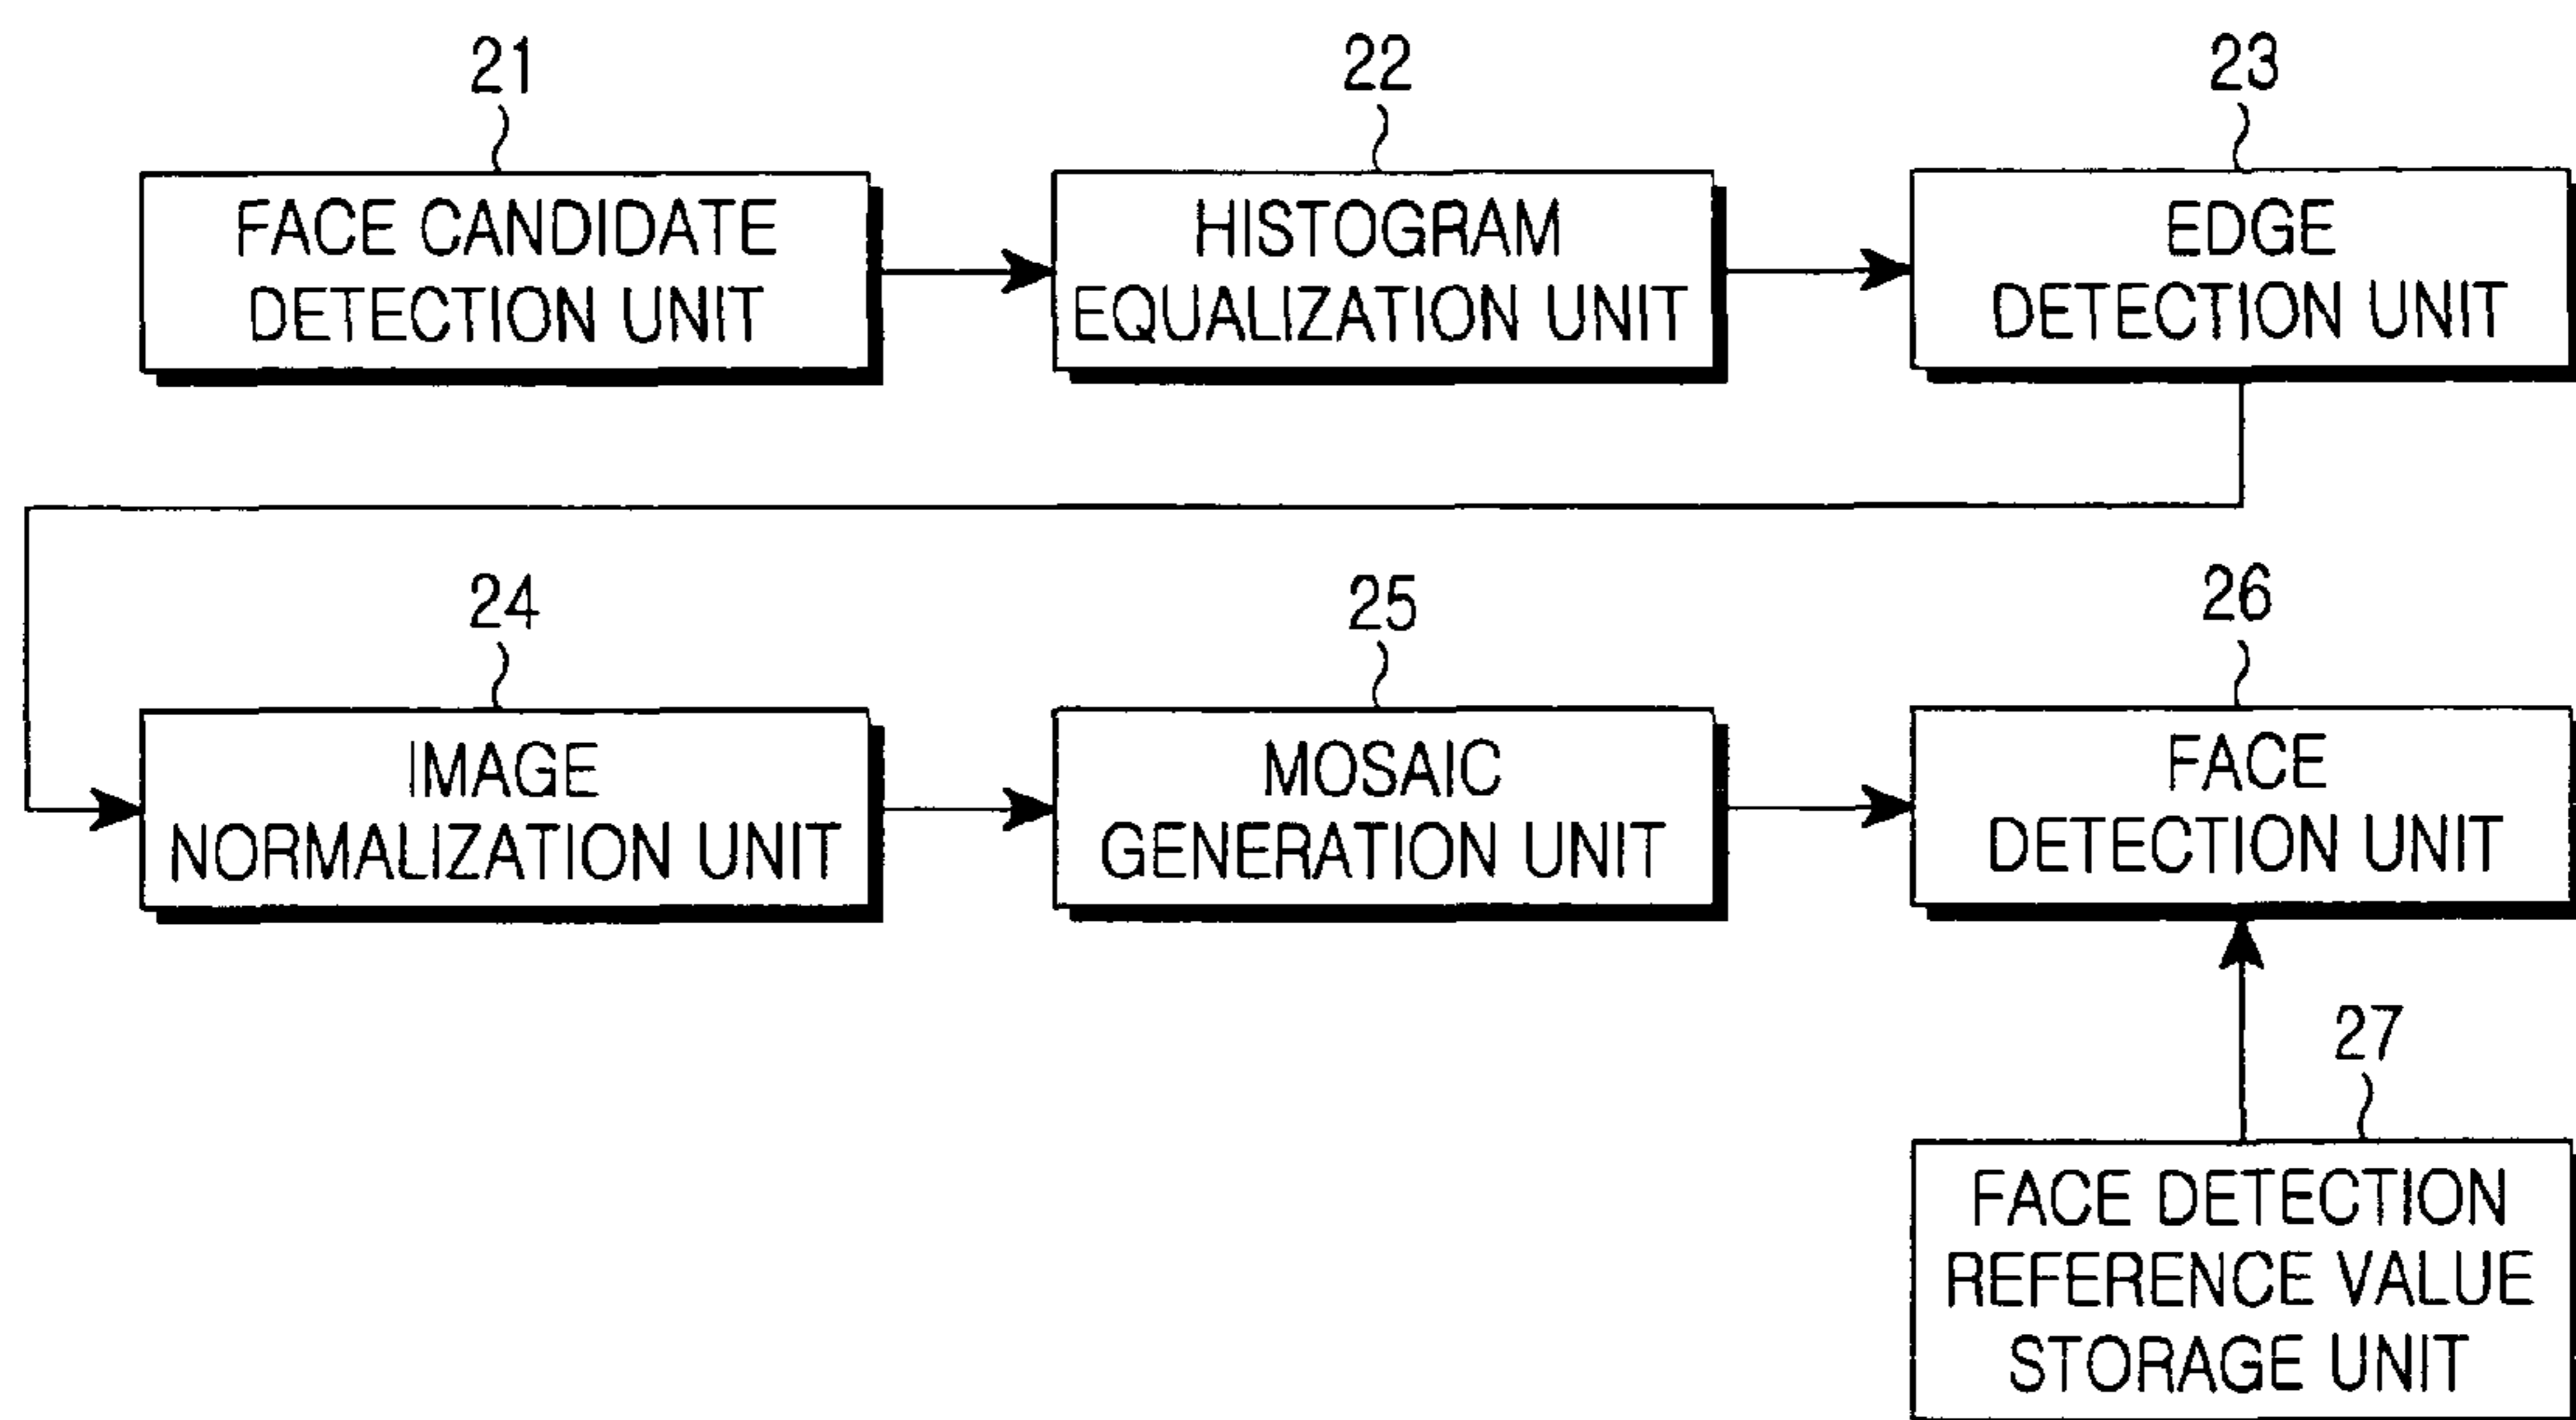 21
FACE CANDIDATE
DETECTION UNIT
22
HISTOGRAM
EQUALIZATION UNIT
23
EDGE
DETECTION UNIT
24
IMAGE
NORMALIZATION UNIT
25
MOSAIC
GENERATION UNIT
26
FACE
DETECTION UNIT
27
FACE DETECTION
REFERENCE VALUE
STORAGE UNIT